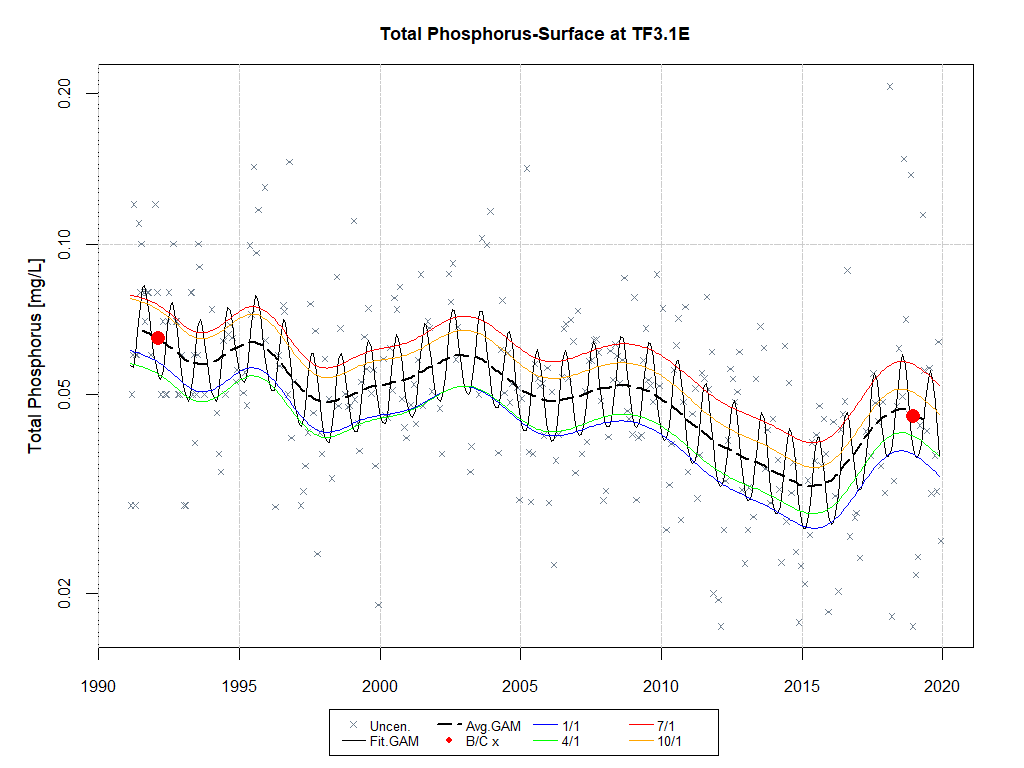 Total Phosphorus-Surface at TF3.1E
Total Phosphorus [mg/L]
0.20
0.10
0.05
0.02
1990 1995 2000 2005 2010 2015 2020
Uncen. Avg.GAM 1/1 7/1
Fit.GAM B/C x 4/1 10/1